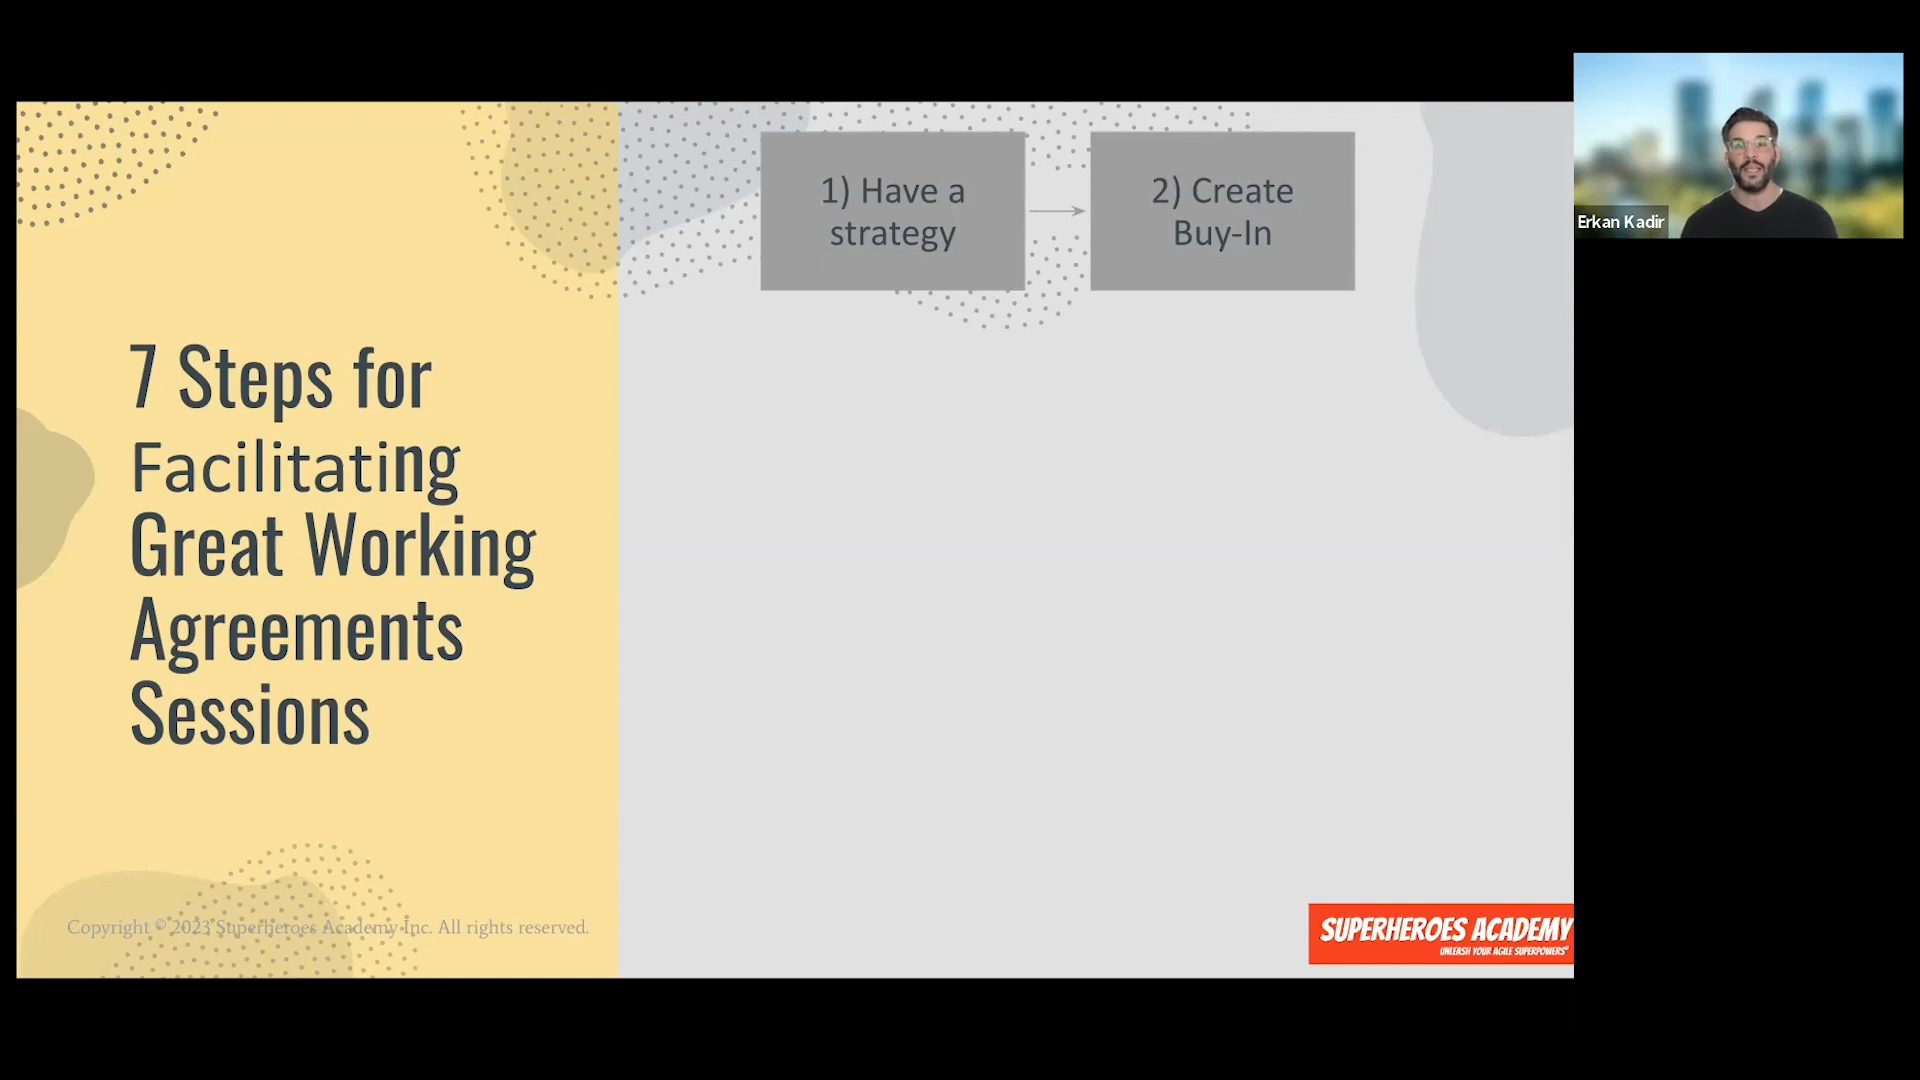 7 Steps for
Facilitating
Great Working
Agreements
Sessions
1) Have a
strategy
2) Create
Buy-In
Erkan Kadir
Copyright © 2023 Superheroes Academy Inc. All rights reserved.
SUPERHEROES ACADEMY
UNLEASH YOUR AGILE SUPERPOWERS®